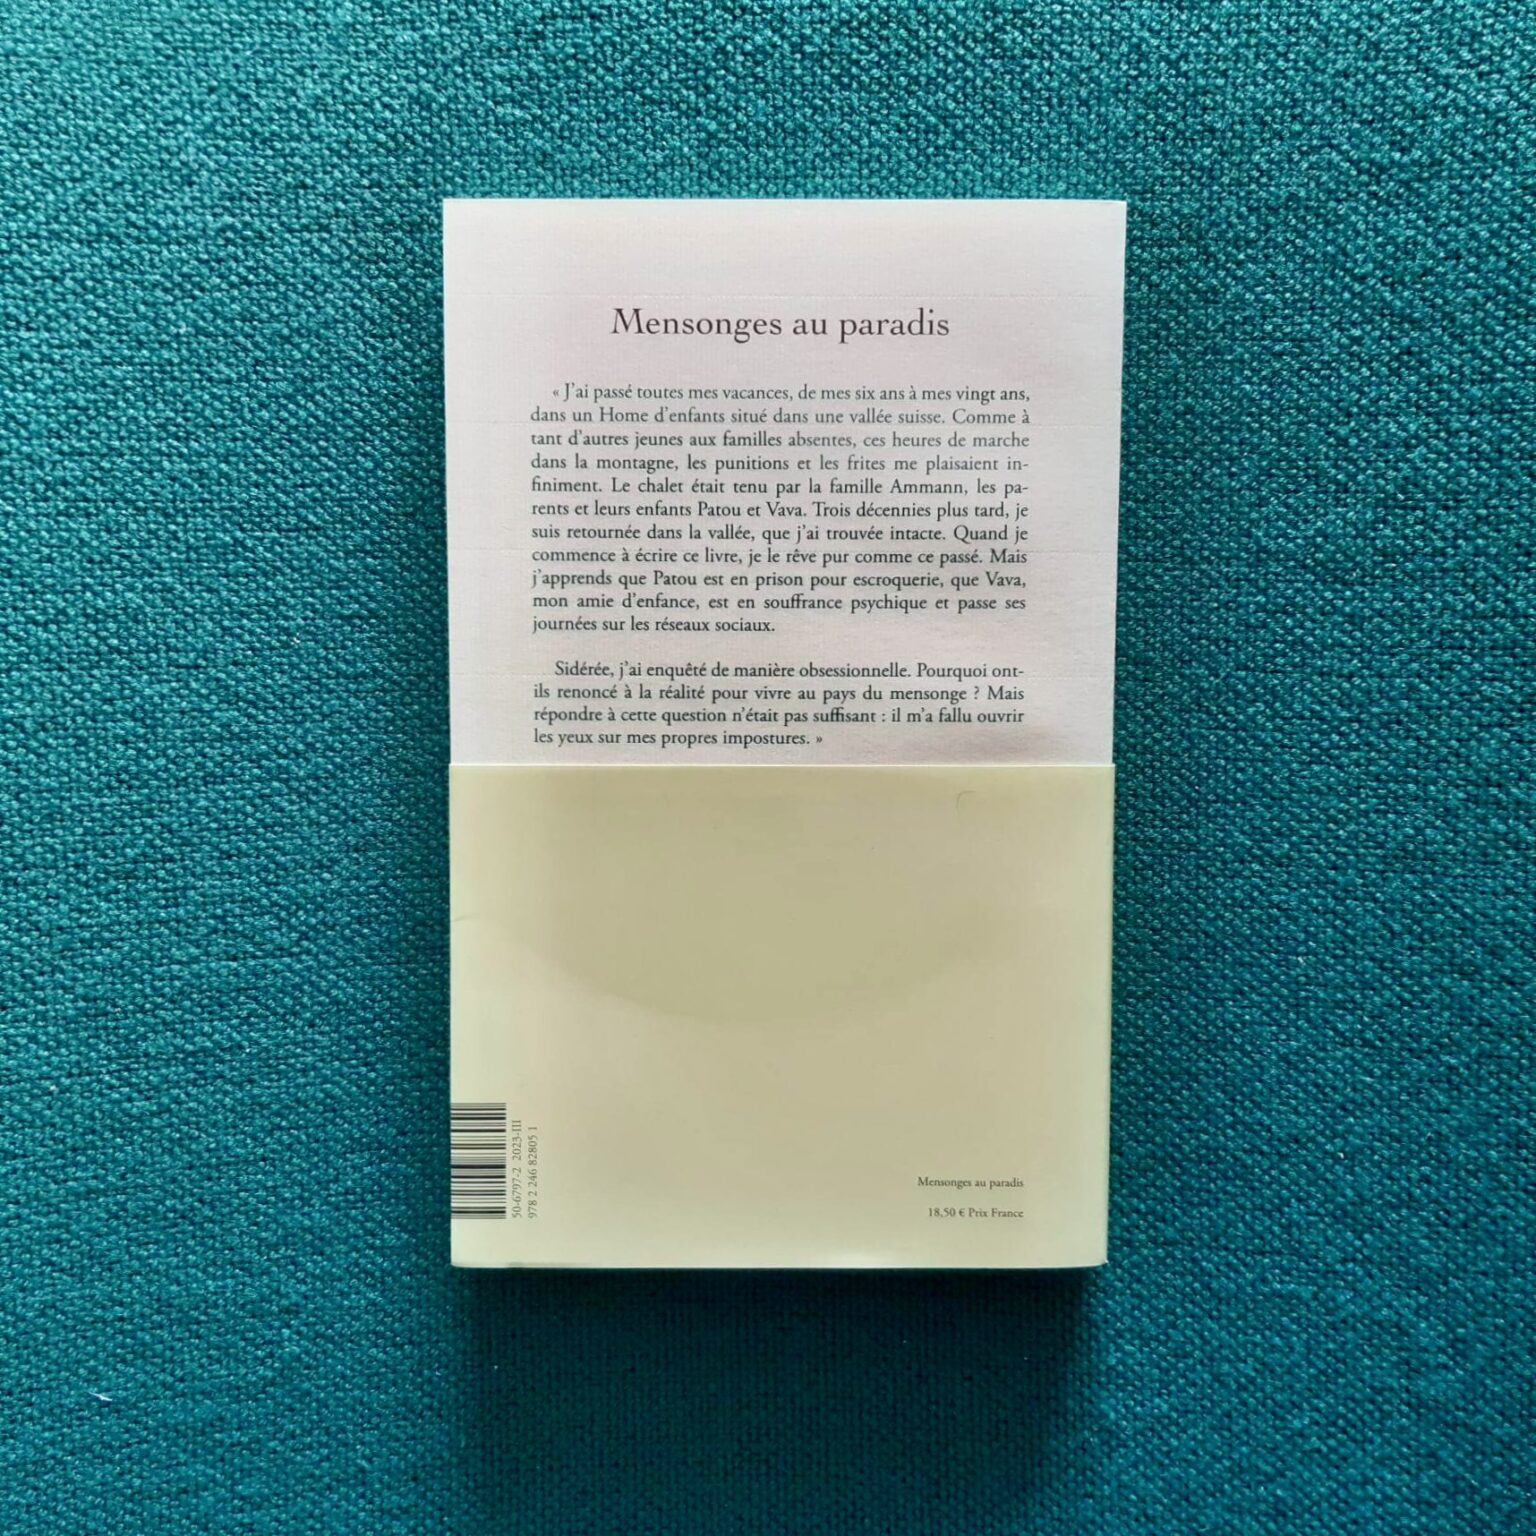 Mensonges au paradis
« J'ai passé toutes mes vacances, de mes six ans à mes vingt ans,
dans un Home d'enfants situé dans une vallée suisse. Comme à
tant d'autres jeunes aux familles absentes, ces heures de marche
dans la montagne, les punitions et les frites me plaisaient in-
finiment. Le chalet était tenu par la famille Ammann, les pa-
rents et leurs enfants Patou et Vava. Trois décennies plus tard, je
suis retournée dans la vallée, que j'ai trouvée intacte. Quand je
commence à écrire ce livre, je le rêve pur comme ce passé. Mais
j'apprends que Patou est en prison pour escroquerie, que Vava,
mon amie d'enfance, est en souffrance psychique et passe ses
journées sur les réseaux sociaux.
Sidérée, j'ai enquêté de manière obsessionnelle. Pourquoi ont-
ils renoncé à la réalité pour vivre au pays du mensonge ? Mais
répondre à cette question n'était pas suffisant : il m'a fallu ouvrir
les yeux sur mes propres impostures. »
50-6797-2 2023-III
978 2 246 82805 1
Mensonges au paradis
18,50 € Prix France